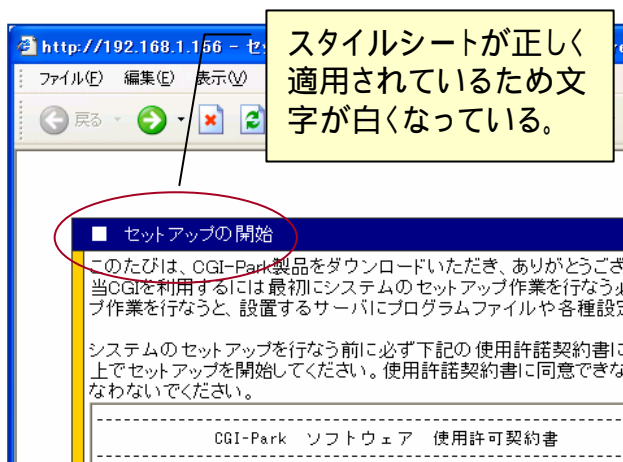 http://192.168.1.156 - セ
スタイルシートが正しく
適用されているため文
字が白くなっている。
ファイル(F) 編集(E) 表示(V)
戻る
■ セットアップの開始
このたびは、CGI-Park製品をダウンロードいただき、ありがとうござ
当CGIを利用するには最初にシステムのセットアップ作業を行なう
プ作業を行なうと、設置するサーバにプログラムファイルや各種設
システムのセットアップを行なう前に必ず下記の使用許諾契約書に
上でセットアップを開始してください。使用許諾契約書に同意できな
なわないでください。
CGI-Park ソフトウェア 使用許可契約書